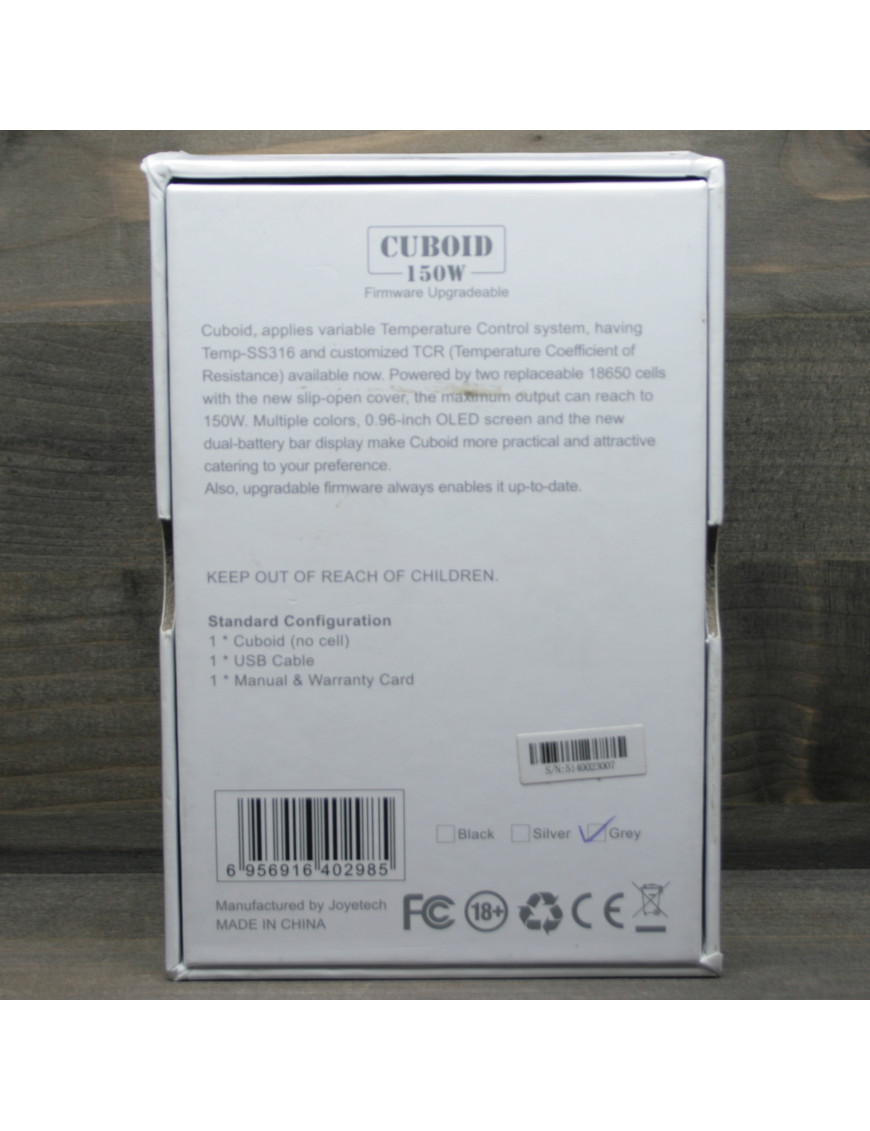 CUBOID
150W
Firmware Upgradeable
Cuboid, applies variable Temperature Control system, having
Temp-SS316 and customized TCR (Temperature Coefficient of
Resistance) available now. Powered by two replaceable 18650 cells
with the new slip-open cover, the maximum output can reach to
150W. Multiple colors, 0.96-inch OLED screen and the new
dual-battery bar display make Cuboid more practical and attractive
catering to your preference.
Also, upgradable firmware always enables it up-to-date.
KEEP OUT OF REACH OF CHILDREN.
Standard Configuration
1 * Cuboid (no cell)
1 * USB Cable
1 * Manual & Warranty Card
S/N:5140023007
6 956916 402985
Black Silver Grey
Manufactured by Joyetech
MADE IN CHINA
FC 18+ CE